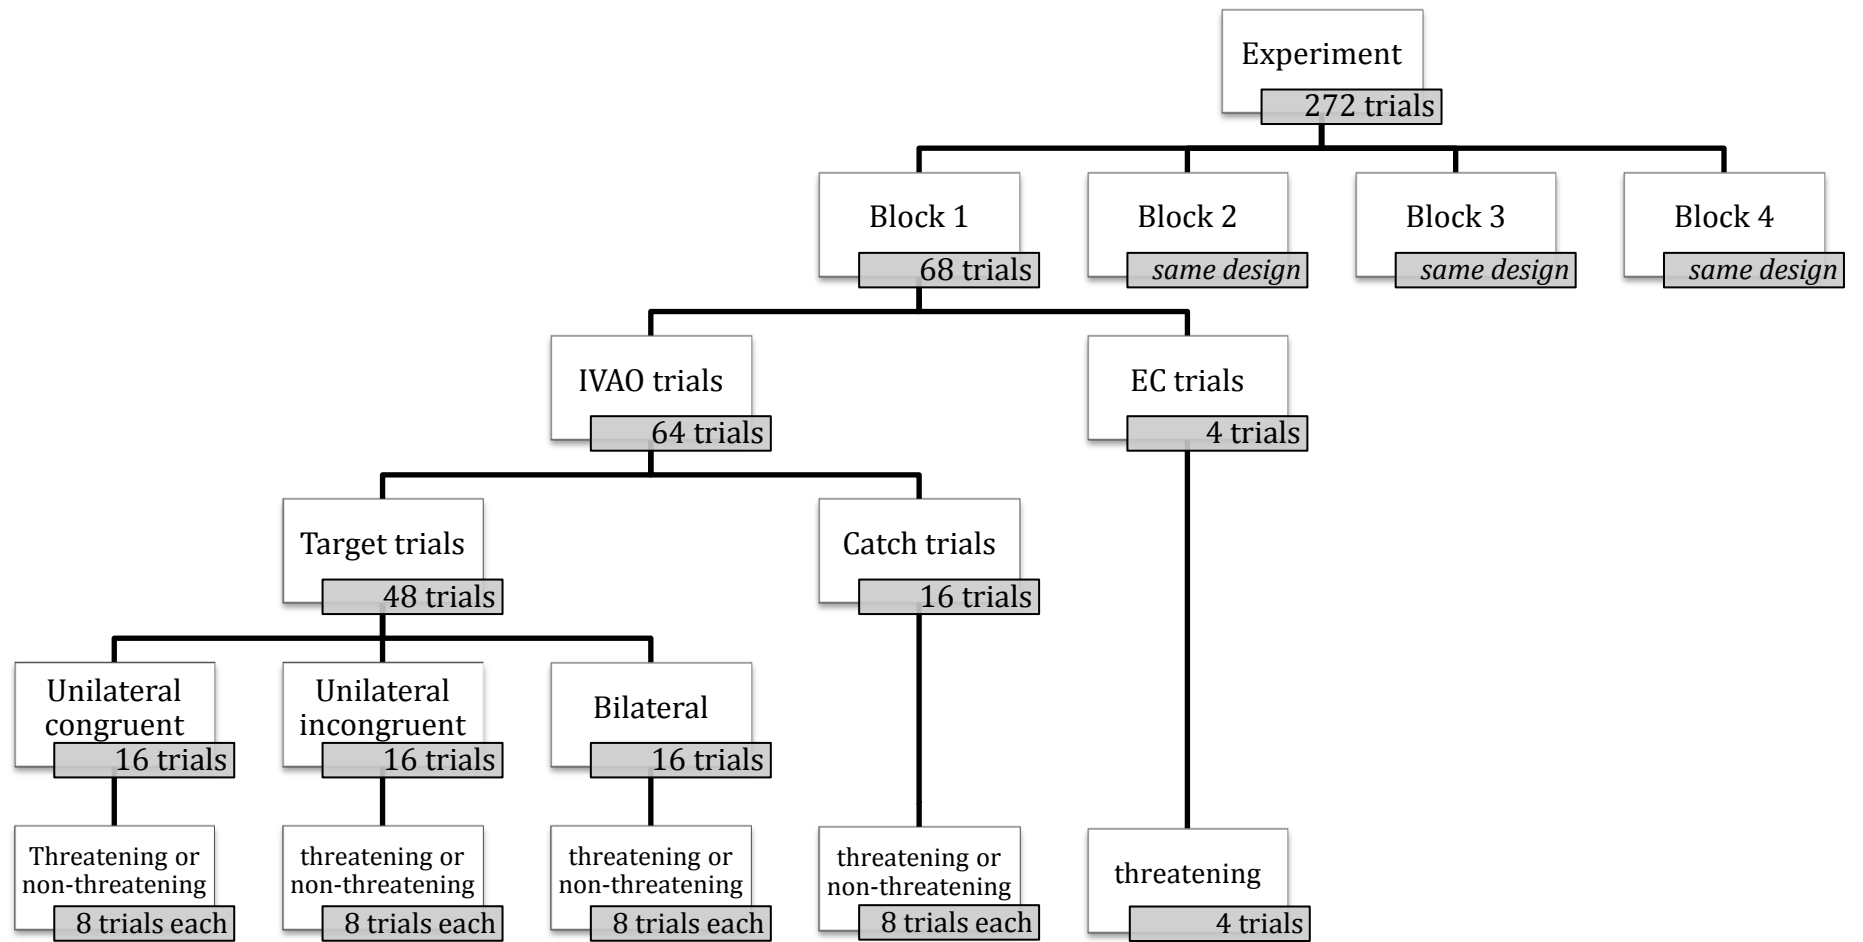 Experiment
272 trials
Block 1
68 trials
Block 2
same design
Block 3
same design
Block 4
same design
IVAO trials
64 trials
EC trials
4 trials
Target trials
48 trials
Catch trials
16 trials
Unilateral
congruent
16 trials
Unilateral
incongruent
16 trials
Bilateral
16 trials
Threatening or
non-threatening
8 trials each
threatening or
non-threatening
8 trials each
threatening or
non-threatening
8 trials each
threatening or
non-threatening
8 trials each
threatening
4 trials